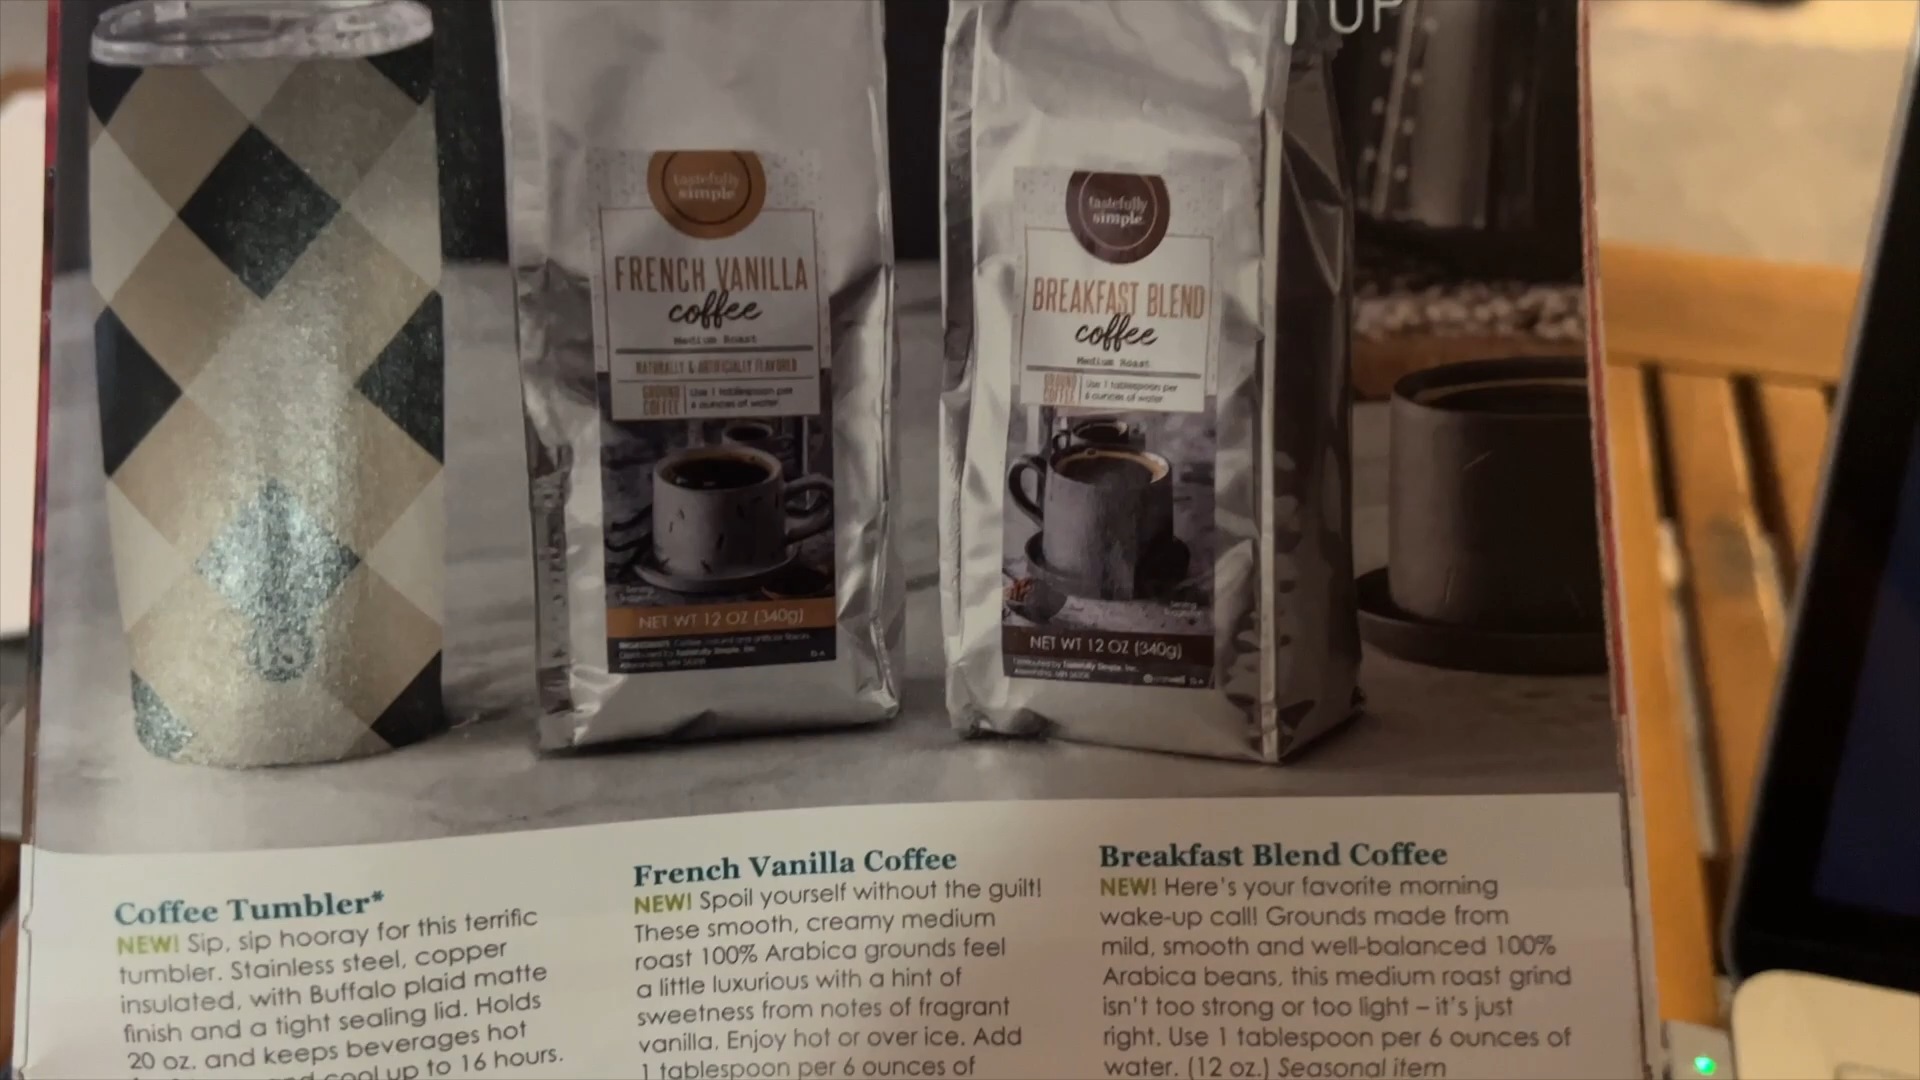 UP
tastefully
simple
FRENCH VANILLA
coffee
Medium Roast
NATURALLY & ARTIFICIALLY FLAVORED
GROUND
COFFEE
Use 1 tablespoon per
6 ounces of water.
NET WT 12 OZ (340g)
tastefully
simple
BREAKFAST BLEND
coffee
Medium Roast
GROUND
COFFEE
Use 1 tablespoon per
6 ounces of water.
NET WT 12 OZ (340g)
Coffee Tumbler*
NEW! Sip, sip hooray for this terrific
tumbler. Stainless steel, copper
insulated, with Buffalo plaid matte
finish and a tight sealing lid. Holds
20 oz. and keeps beverages hot
cool up to 16 hours.
French Vanilla Coffee
NEW! Spoil yourself without the guilt!
These smooth, creamy medium
roast 100% Arabica grounds feel
a little luxurious with a hint of
sweetness from notes of fragrant
vanilla. Enjoy hot or over ice. Add
1 tablespoon per 6 ounces of
Breakfast Blend Coffee
NEW! Here's your favorite morning
wake-up call! Grounds made from
mild, smooth and well-balanced 100%
Arabica beans, this medium roast grind
isn't too strong or too light – it's just
right. Use 1 tablespoon per 6 ounces of
water. (12 oz.) Seasonal item